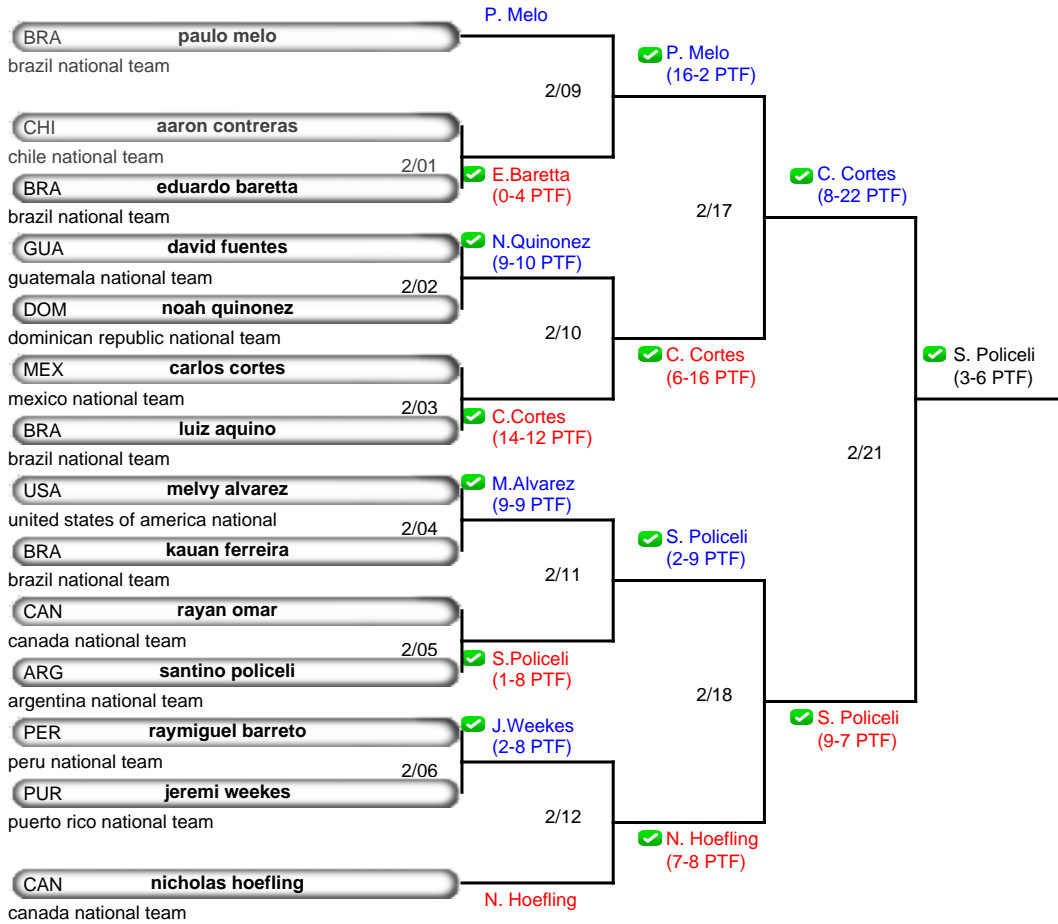 P. Melo
BRA paulo melo
brazil national team
P. Melo
(16-2 PTF)
2/09
CHI aaron contreras
chile national team
2/01
E.Baretta
(0-4 PTF)
BRA eduardo baretta
brazil national team
C. Cortes
(8-22 PTF)
2/17
GUA david fuentes
guatemala national team
N.Quinonez
(9-10 PTF)
2/02
DOM noah quinonez
dominican republic national team
2/10
MEX carlos cortes
mexico national team
C. Cortes
(6-16 PTF)
S. Policeli
(3-6 PTF)
2/03
C.Cortes
(14-12 PTF)
BRA luiz aquino
brazil national team
2/21
USA melvy alvarez
united states of america national
M.Alvarez
(9-9 PTF)
2/04
BRA kauan ferreira
brazil national team
S. Policeli
(2-9 PTF)
2/11
CAN rayan omar
canada national team
2/05
S.Policeli
(1-8 PTF)
ARG santino policeli
argentina national team
2/18
S. Policeli
(9-7 PTF)
PER raymiguel barreto
peru national team
J.Weekes
(2-8 PTF)
2/06
PUR jeremi weekes
puerto rico national team
2/12
N. Hoefling
(7-8 PTF)
CAN nicholas hoefling
canada national team
N. Hoefling